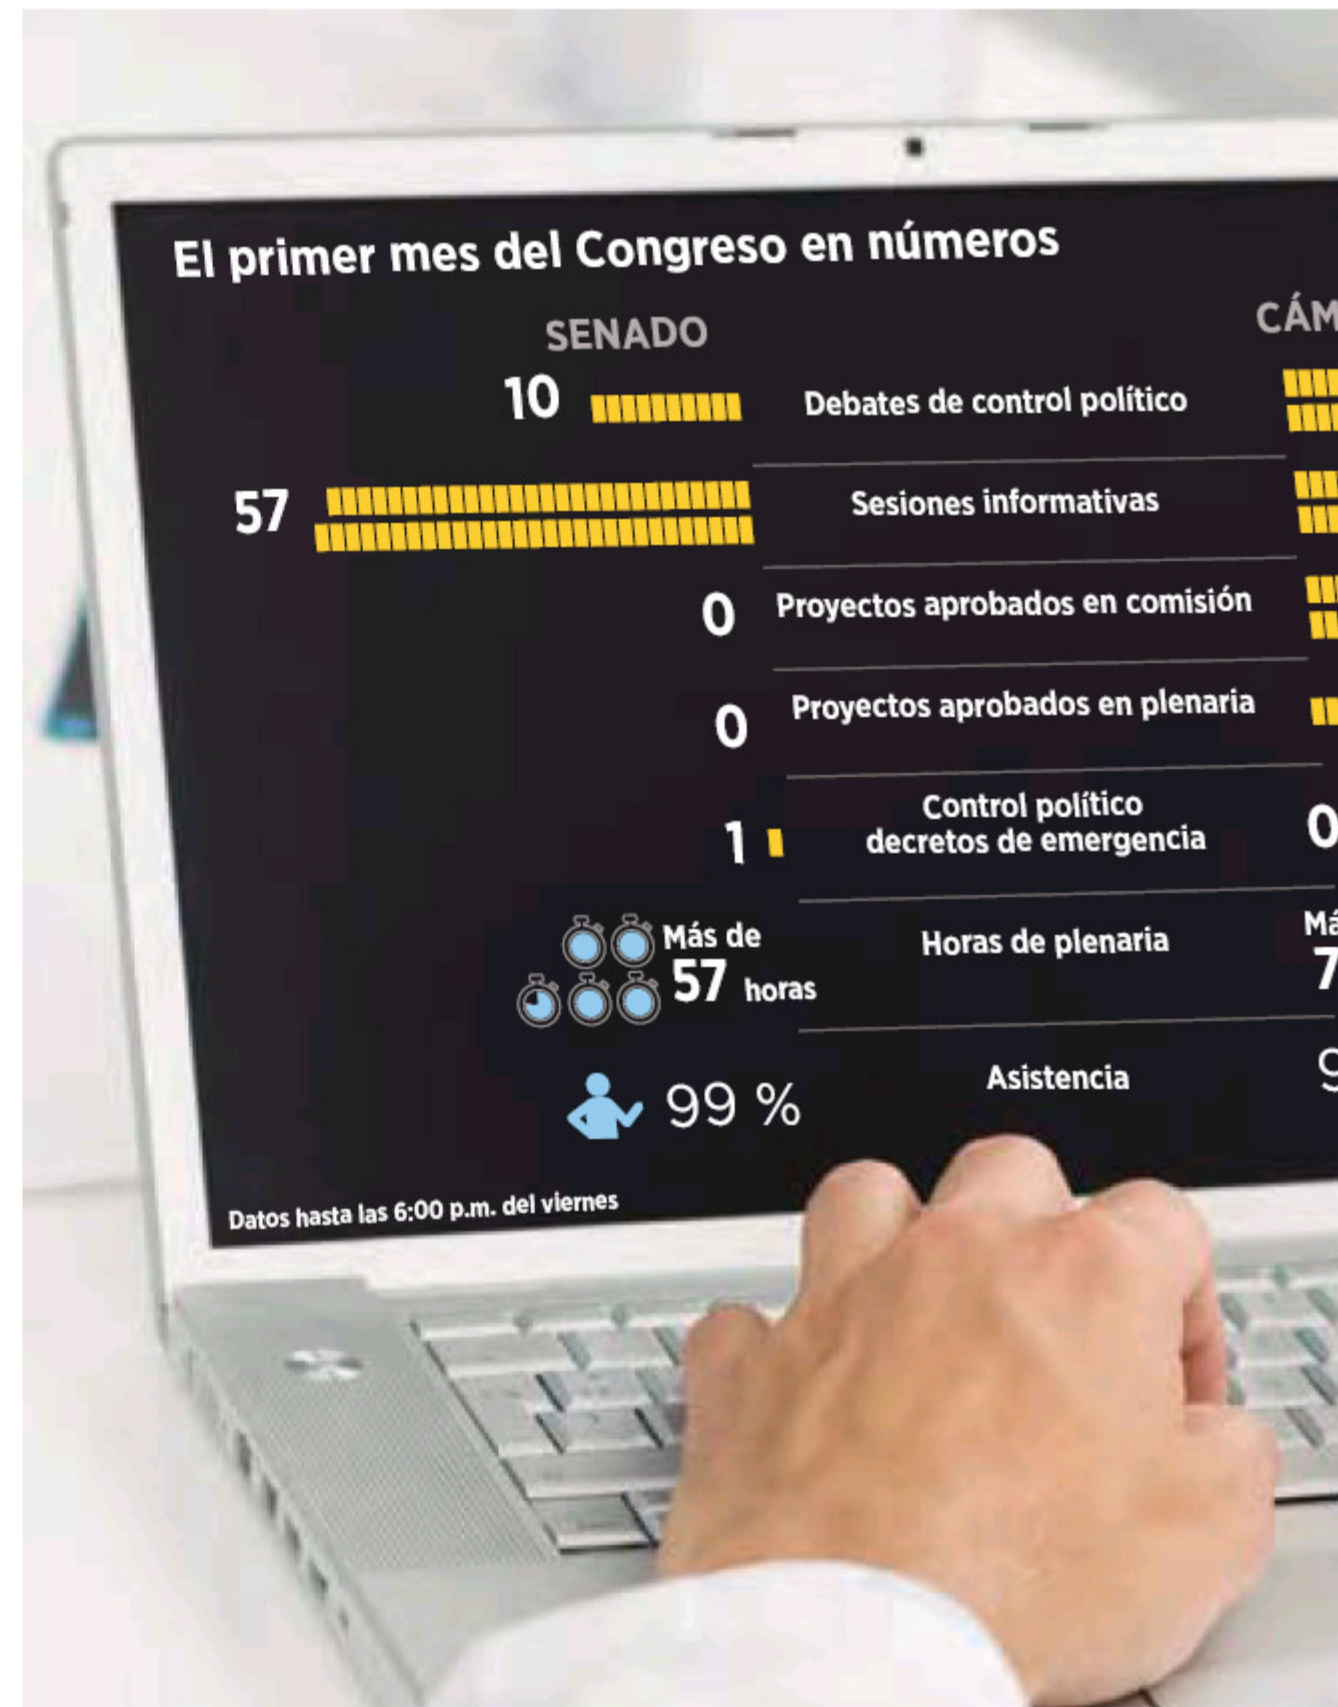 El primer mes del Congreso en números
SENADO
10 Debates de control político
57 Sesiones informativas
0 Proyectos aprobados en comisión
0 Proyectos aprobados en plenaria
1 Control político
decretos de emergencia 0
Más de
57 horas Horas de plenaria
99 % Asistencia
Datos hasta las 6:00 p.m. del viernes